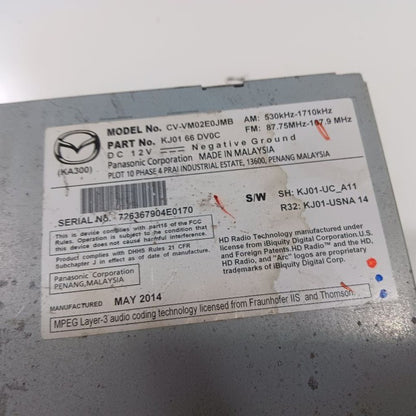 MODEL No. CV-VM02E0JMB AM: 530kHz-1710kHz
PART No. KJ01 66 DV0C FM: 87.75MHz-107.9 MHz
DC 12V Negative Ground
(KA300) Panasonic Corporation MADE IN MALAYSIA
PLOT 10 PHASE 4 PRAI INDUSTRIAL ESTATE, 13600, PENANG MALAYSIA
S/W SH: KJ01-UC_A11
R32: KJ01-USNA 14
SERIAL No. 726367904E0170
This device complies with part15 of the FCC
Rules. Operation is subject to the condition that
this device does not cause harmful interference.
Product complies with DHHS Rules 21 CFR
Subchapter J in effect as to date of manufacture
HD Radio Technology manufactured under
license from iBiquity Digital Corporation. U.S.
and Foreign Patents. HD Radio™ and the HD,
HD Radio, and "Arc" logos are trademarks
of iBiquity Digital Corp.
Panasonic Corporation
PENANG, MALAYSIA
MANUFACTURED MAY 2014
MPEG Layer-3 audio coding technology licensed from Fraunhofer IIS and Thomson.